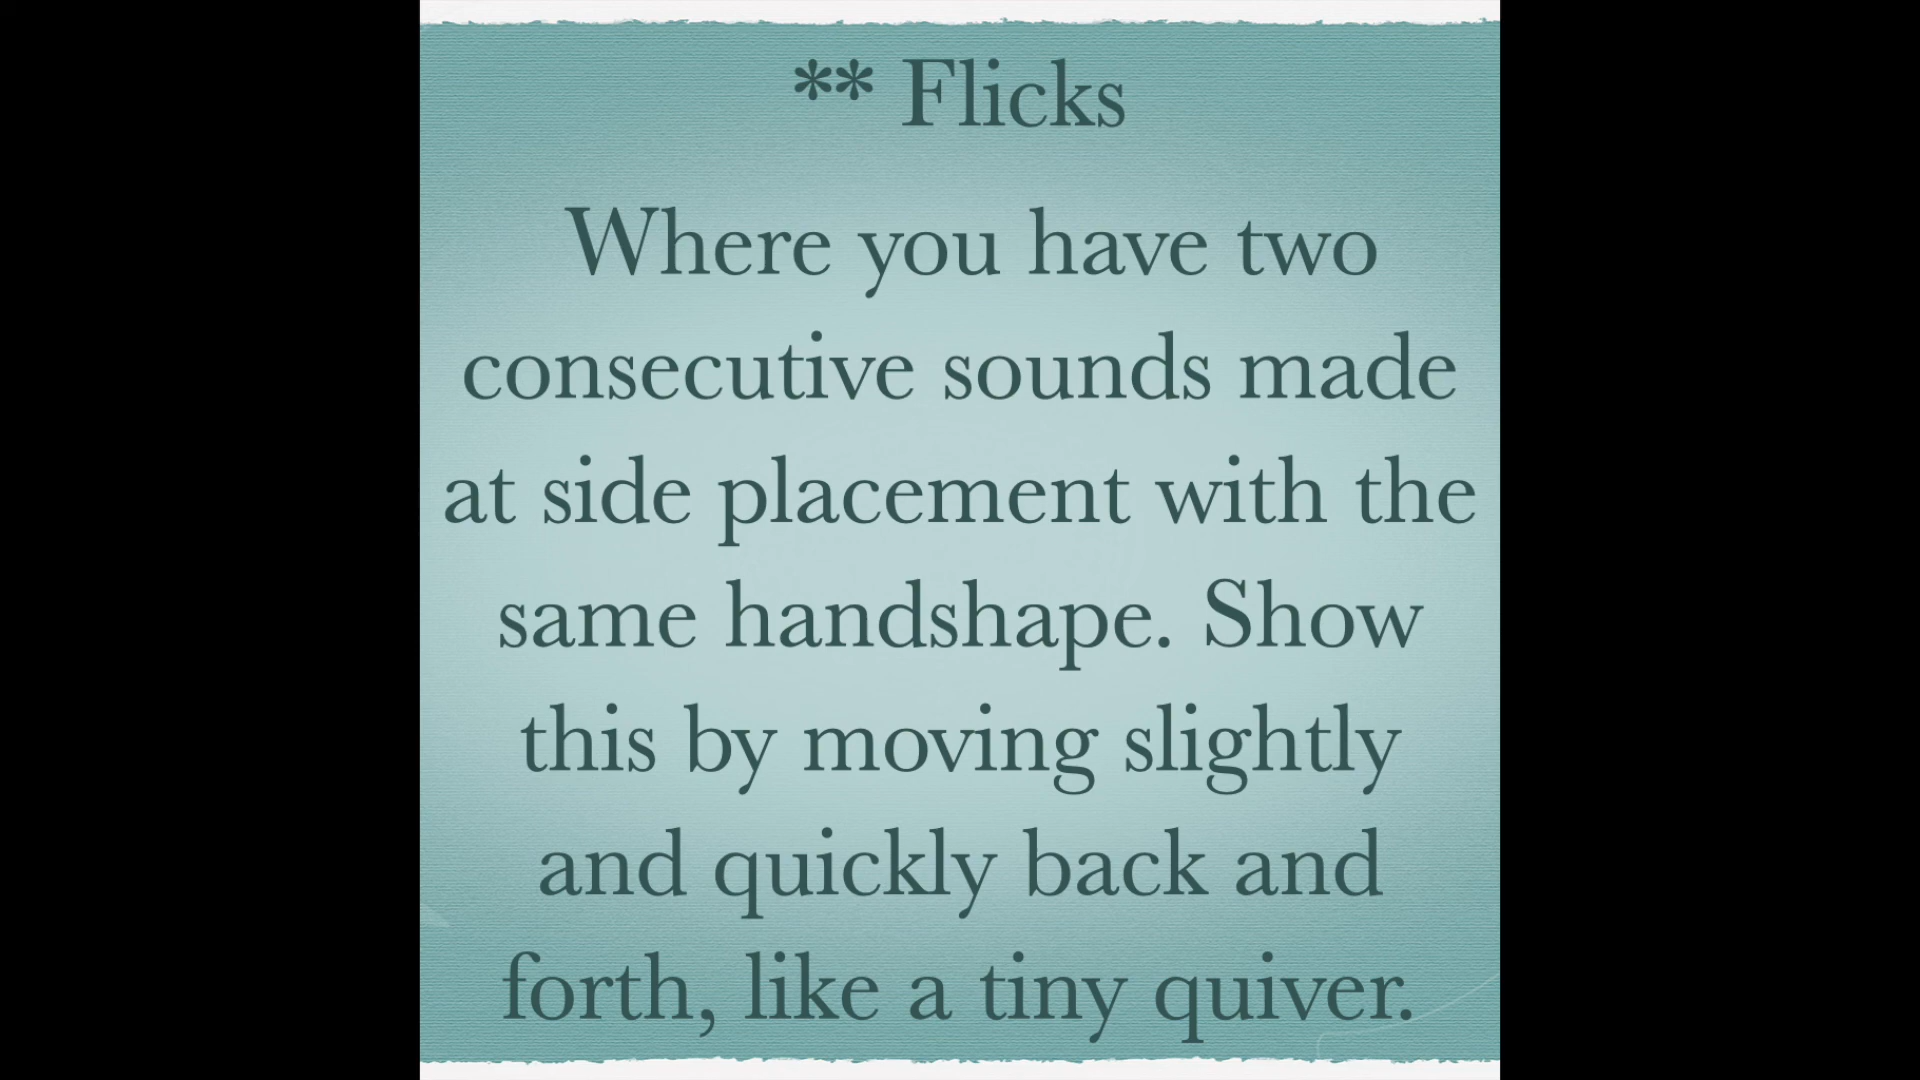 ** Flicks
Where you have two
consecutive sounds made
at side placement with the
same handshape. Show
this by moving slightly
and quickly back and
forth, like a tiny quiver.